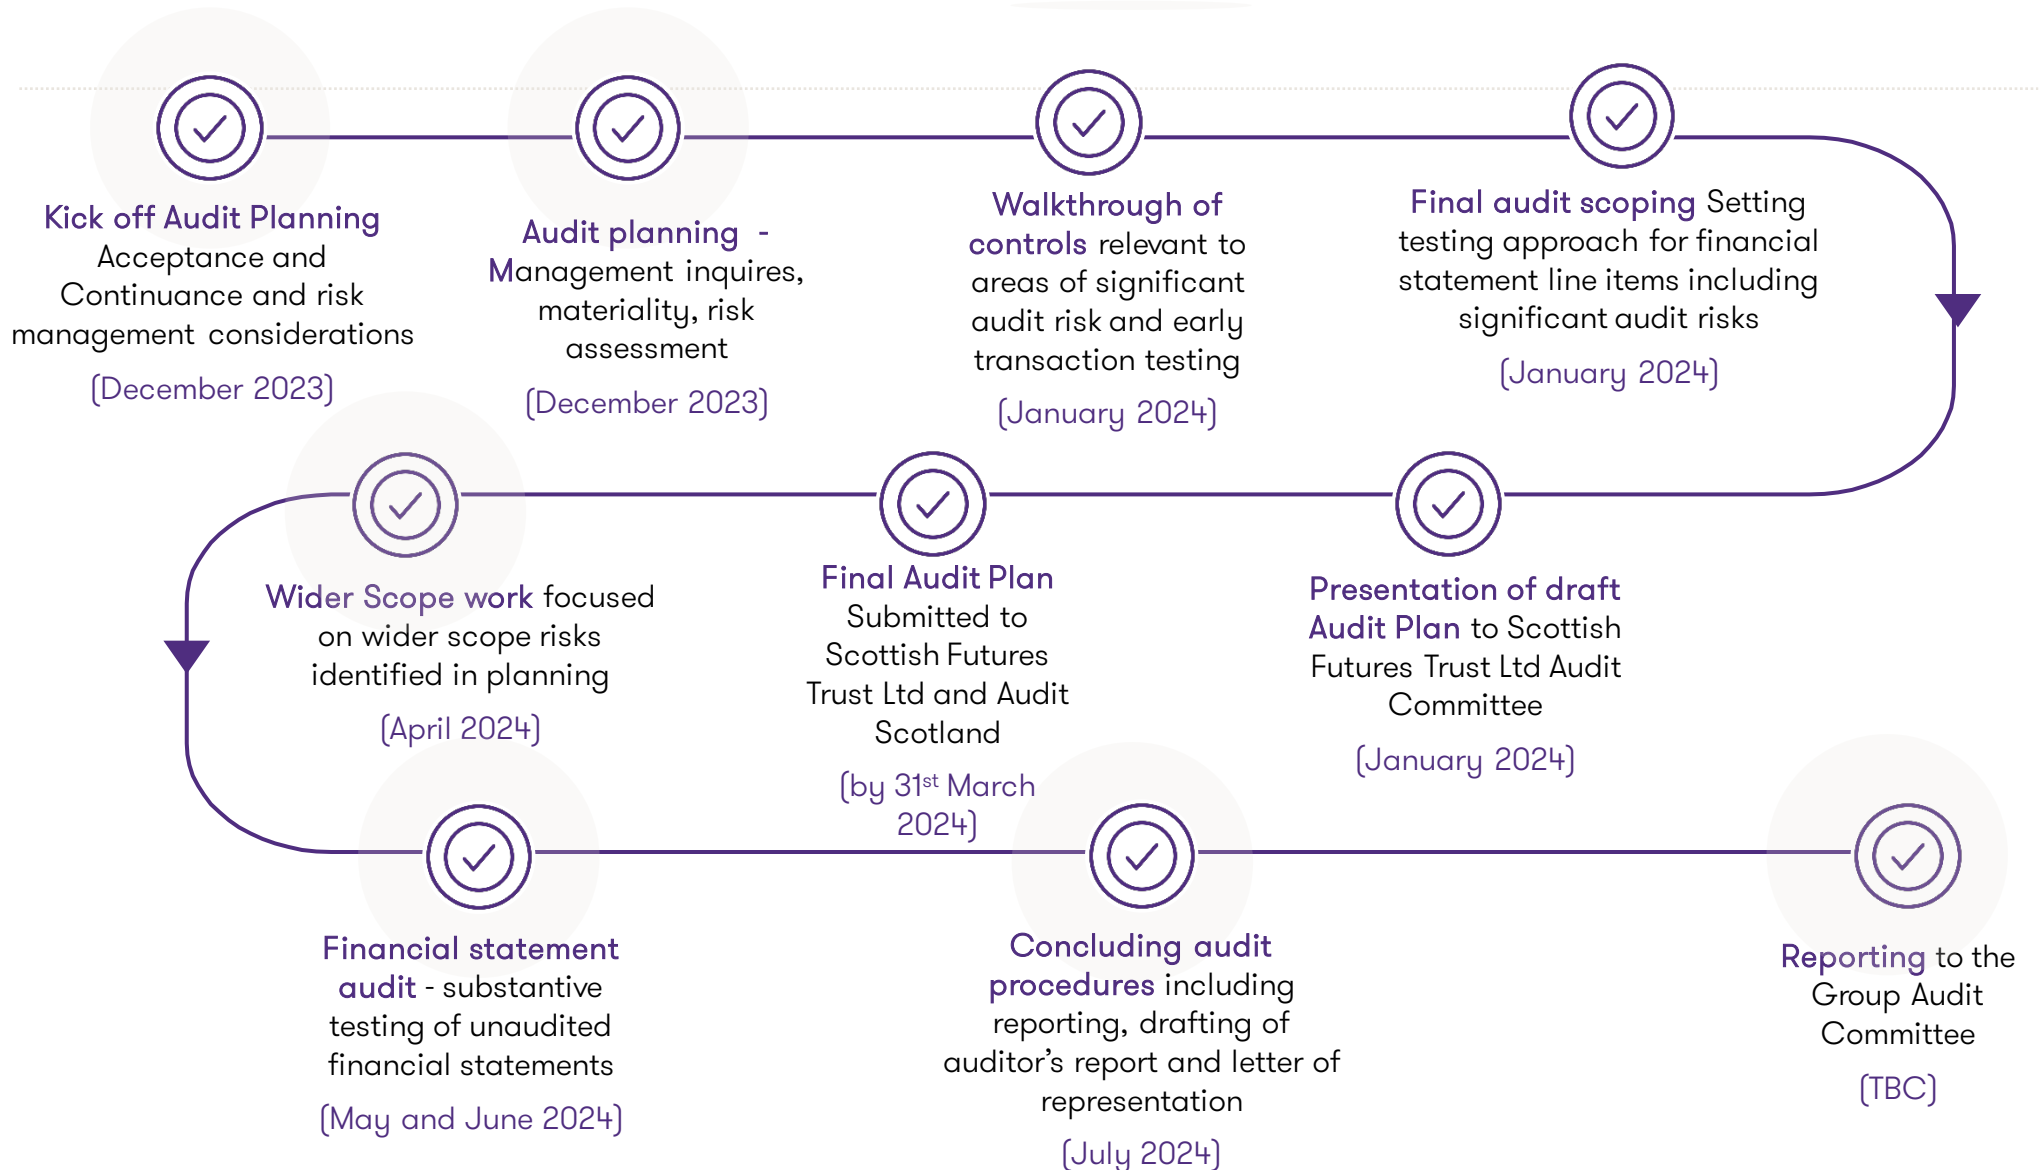 Kick off Audit Planning
Acceptance and
Continuance and risk
management considerations
(December 2023)
Audit planning -
Management inquires,
materiality, risk
assessment
(December 2023)
Walkthrough of
controls relevant to
areas of significant
audit risk and early
transaction testing
(January 2024)
Final audit scoping Setting
testing approach for financial
statement line items including
significant audit risks
(January 2024)
Presentation of draft
Audit Plan to Scottish
Futures Trust Ltd Audit
Committee
(January 2024)
Final Audit Plan
Submitted to
Scottish Futures
Trust Ltd and Audit
Scotland
(by 31st March
2024)
Wider Scope work focused
on wider scope risks
identified in planning
(April 2024)
Financial statement
audit - substantive
testing of unaudited
financial statements
(May and June 2024)
Concluding audit
procedures including
reporting, drafting of
auditor’s report and letter of
representation
(July 2024)
Reporting to the
Group Audit
Committee
(TBC)